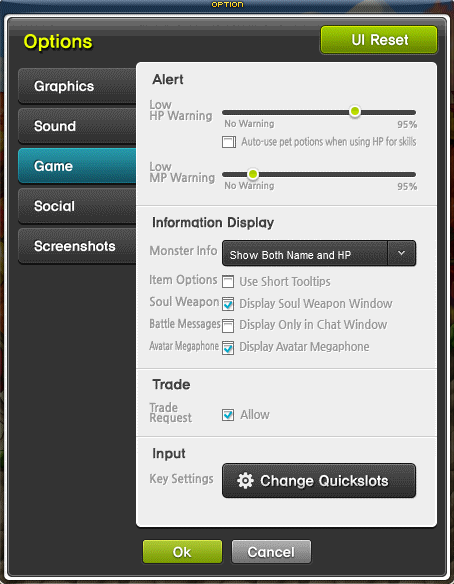 OPTION
Options
UI Reset
Graphics
Sound
Game
Social
Screenshots
Alert
Low
HP Warning
No Warning
95%
Auto-use pet potions when using HP for skills
Low
MP Warning
No Warning
95%
Information Display
Monster Info
Show Both Name and HP
Item Options
Use Short Tooltips
Soul Weapon
Display Soul Weapon Window
Battle Messages
Display Only in Chat Window
Avatar Megaphone
Display Avatar Megaphone
Trade
Trade
Request
Allow
Input
Key Settings
Change Quickslots
Ok
Cancel